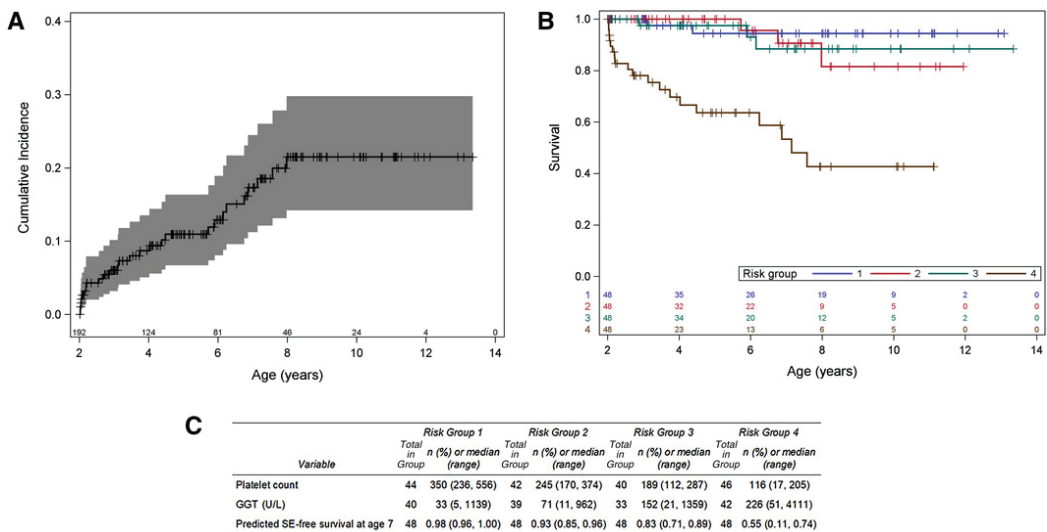 A
Cumulative Incidence
0.4
0.3
0.2
0.1
0.0
192 124 81 46 24 4 0
2 4 6 8 10 12 14
Age (years)
B
Survival
1.0
0.8
0.6
0.4
0.2
0.0
Risk group 1 2 3 4
1 48 35 26 19 9 2 0
2 48 32 22 9 5 0 0
3 48 34 20 12 5 2 0
4 48 23 13 6 5 0 0
2 4 6 8 10 12 14
Age (years)
C
Risk Group 1 Risk Group 2 Risk Group 3 Risk Group 4
Total Total Total Total
in n (%) or median in n (%) or median in n (%) or median in n (%) or median
Variable Group (range) Group (range) Group (range) Group (range)
Platelet count 44 350 (236, 556) 42 245 (170, 374) 40 189 (112, 287) 46 116 (17, 205)
GGT (U/L) 40 33 (5, 1139) 39 71 (11, 962) 33 152 (21, 1359) 42 226 (51, 4111)
Predicted SE-free survival at age 7 48 0.98 (0.96, 1.00) 48 0.93 (0.85, 0.96) 48 0.83 (0.71, 0.89) 48 0.55 (0.11, 0.74)